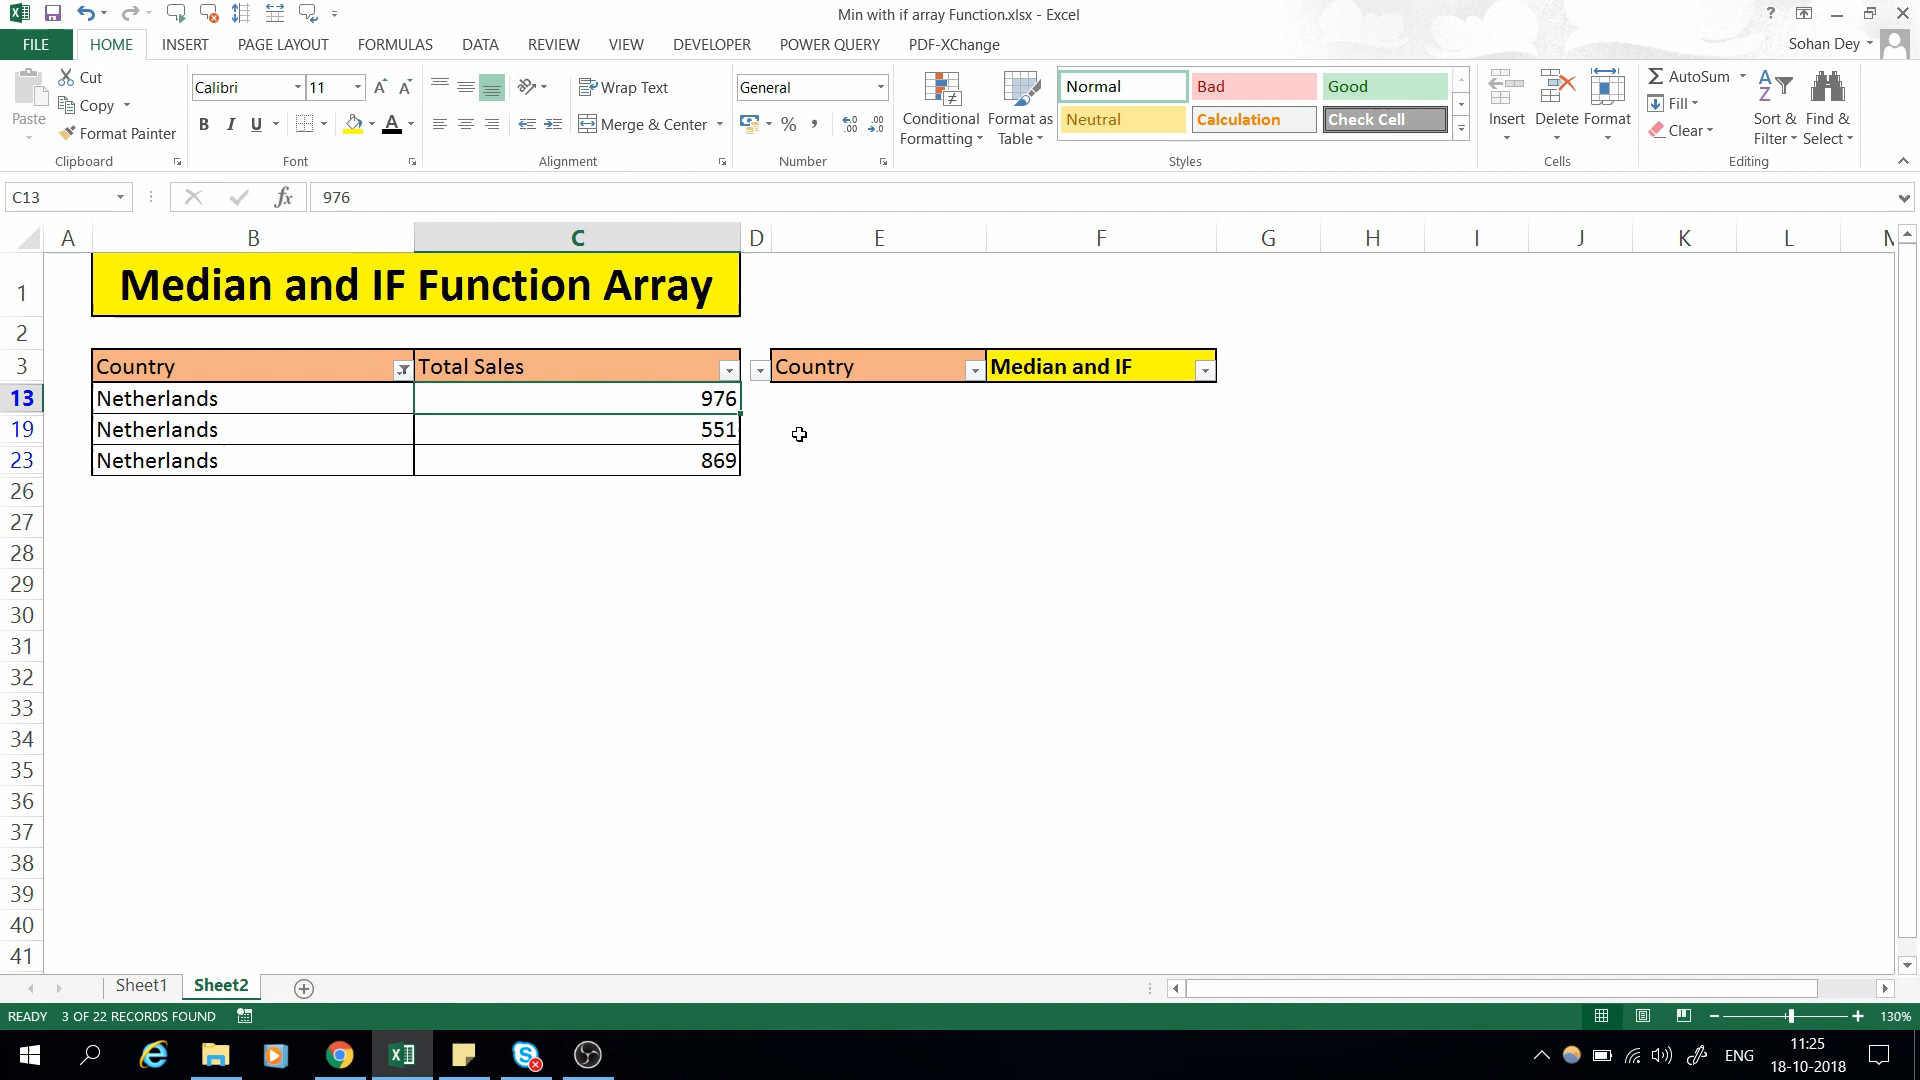 Min with if array Function.xlsx - Excel
?
FILE HOME INSERT PAGE LAYOUT FORMULAS DATA REVIEW VIEW DEVELOPER POWER QUERY PDF-XChange Sohan Dey
Paste
Cut
Copy
Format Painter
Clipboard
Calibri 11
B I U
Font
Wrap Text
Merge & Center
Alignment
General
%
Number
Conditional Formatting
Format as Table
Normal Bad Good
Neutral Calculation Check Cell
Styles
Insert Delete Format
Cells
AutoSum
Fill
Clear
Sort & Filter
Find & Select
Editing
C13 fx 976
A B C D E F G H I J K L
1 Median and IF Function Array
2
3 Country Total Sales Country Median and IF
13 Netherlands 976
19 Netherlands 551
23 Netherlands 869
26
27
28
29
30
31
32
33
34
35
36
37
38
39
40
41
Sheet1 Sheet2
READY 3 OF 22 RECORDS FOUND 130%
ENG
11:25
18-10-2018